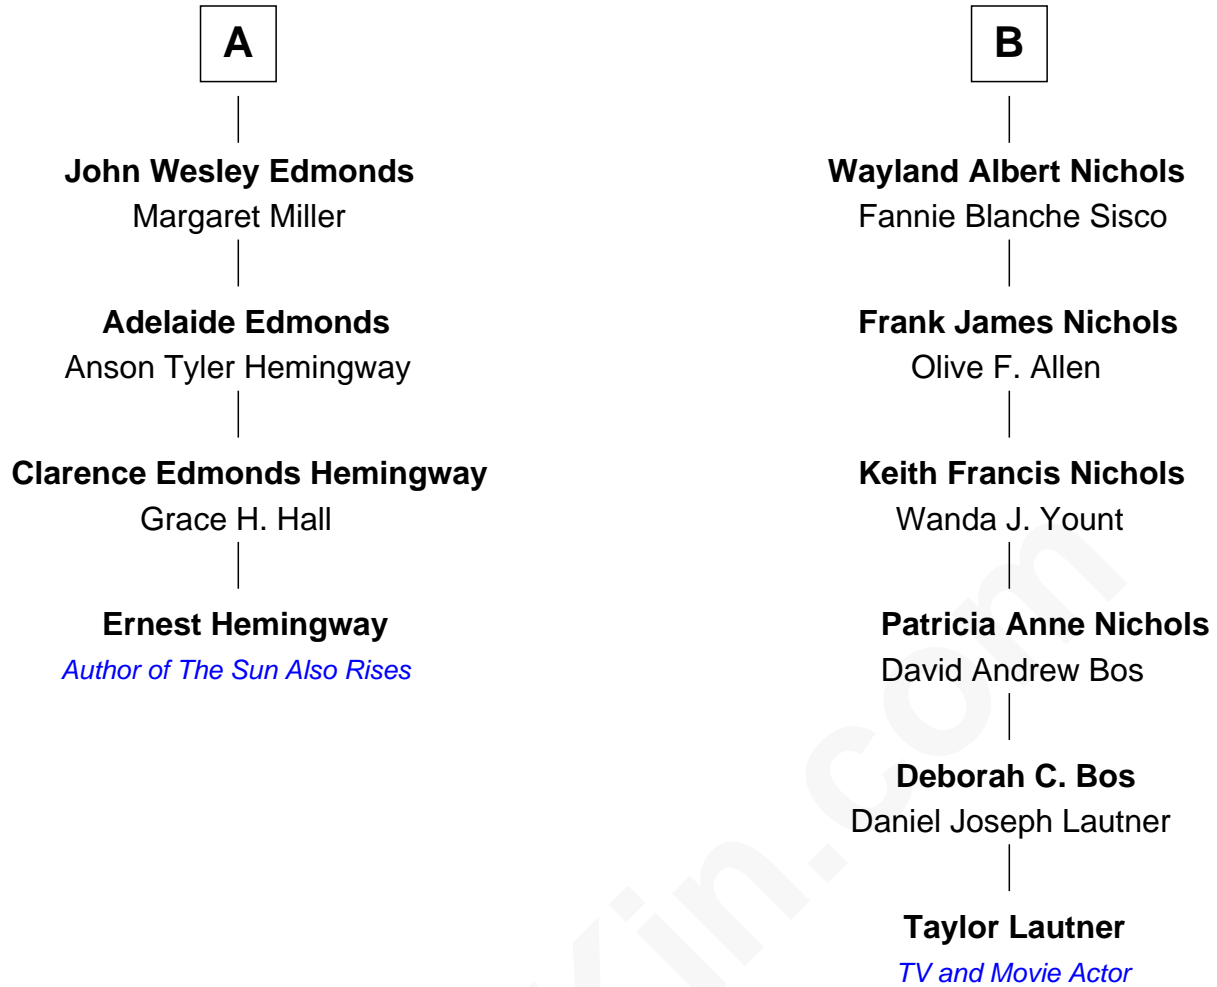 A
John Wesley Edmonds
Margaret Miller
Adelaide Edmonds
Anson Tyler Hemingway
Clarence Edmonds Hemingway
Grace H. Hall
Ernest Hemingway
Author of The Sun Also Rises
B
Wayland Albert Nichols
Fannie Blanche Sisco
Frank James Nichols
Olive F. Allen
Keith Francis Nichols
Wanda J. Yount
Patricia Anne Nichols
David Andrew Bos
Deborah C. Bos
Daniel Joseph Lautner
Taylor Lautner
TV and Movie Actor
Kin.com